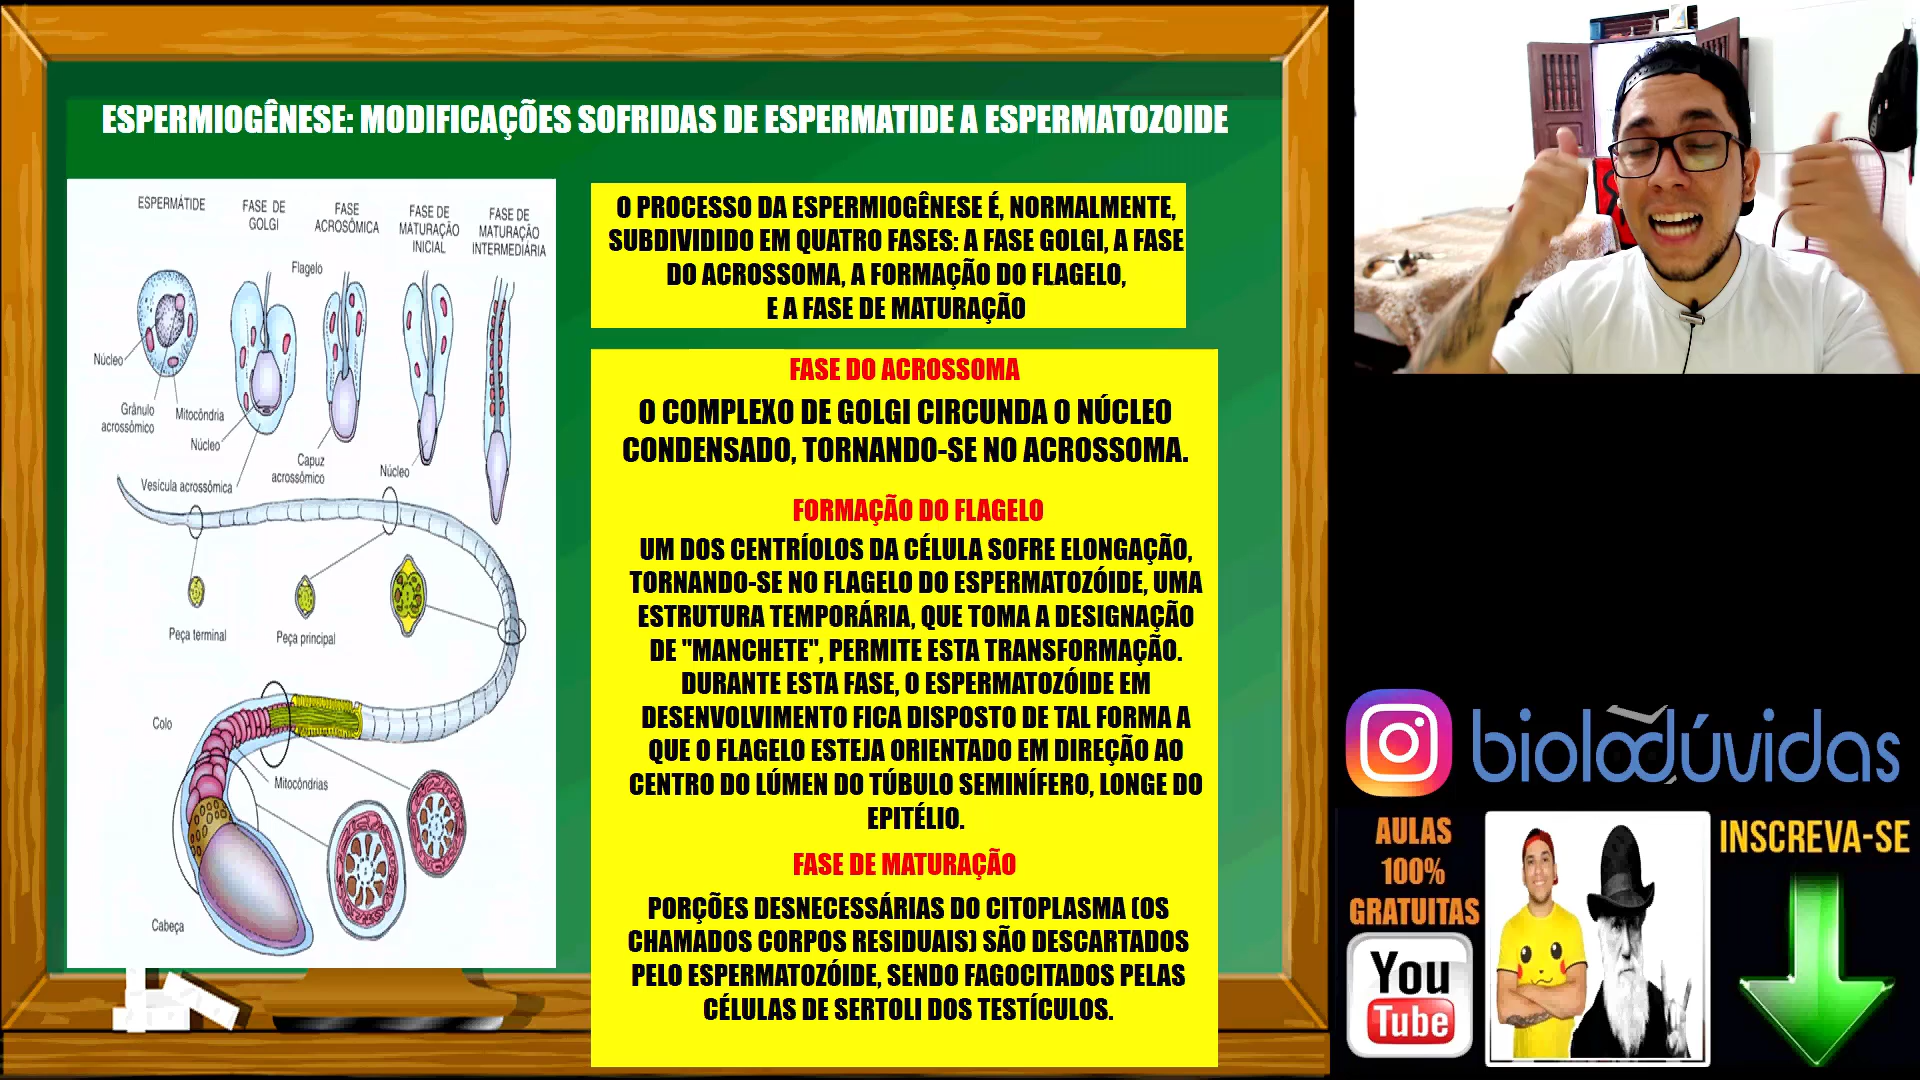 ESPERMIOGÊNESE: MODIFICAÇÕES SOFRIDAS DE ESPERMATIDE A ESPERMATOZOIDE
ESPERMÁTIDE
FASE DE
GOLGI
FASE
ACROSÔMICA
FASE DE
MATURAÇÃO
INICIAL
FASE DE
MATURAÇÃO
INTERMEDIÁRIA
Flagelo
Núcleo
Grânulo
acrossômico
Mitocôndria
Núcleo
Vesícula acrossômica
Capuz
acrossômico
Núcleo
Peça terminal
Peça principal
Colo
Mitocôndrias
Cabeça
O PROCESSO DA ESPERMIOGÊNESE É, NORMALMENTE,
SUBDIVIDIDO EM QUATRO FASES: A FASE GOLGI, A FASE
DO ACROSSOMA, A FORMAÇÃO DO FLAGELO,
E A FASE DE MATURAÇÃO
FASE DO ACROSSOMA
O COMPLEXO DE GOLGI CIRCUNDA O NÚCLEO
CONDENSADO, TORNANDO-SE NO ACROSSOMA.
FORMAÇÃO DO FLAGELO
UM DOS CENTRÍOLOS DA CÉLULA SOFRE ELONGAÇÃO,
TORNANDO-SE NO FLAGELO DO ESPERMATOZÓIDE, UMA
ESTRUTURA TEMPORÁRIA, QUE TOMA A DESIGNAÇÃO
DE "MANCHETE", PERMITE ESTA TRANSFORMAÇÃO.
DURANTE ESTA FASE, O ESPERMATOZÓIDE EM
DESENVOLVIMENTO FICA DISPOSTO DE TAL FORMA A
QUE O FLAGELO ESTEJA ORIENTADO EM DIREÇÃO AO
CENTRO DO LÚMEN DO TÚBULO SEMINÍFERO, LONGE DO
EPITÉLIO.
FASE DE MATURAÇÃO
PORÇÕES DESNECESSÁRIAS DO CITOPLASMA (OS
CHAMADOS CORPOS RESIDUAIS) SÃO DESCARTADOS
PELO ESPERMATOZÓIDE, SENDO FAGOCITADOS PELAS
CÉLULAS DE SERTOLI DOS TESTÍCULOS.
biolodúvidas
AULAS
100%
GRATUITAS
You
Tube
INSCREVA-SE